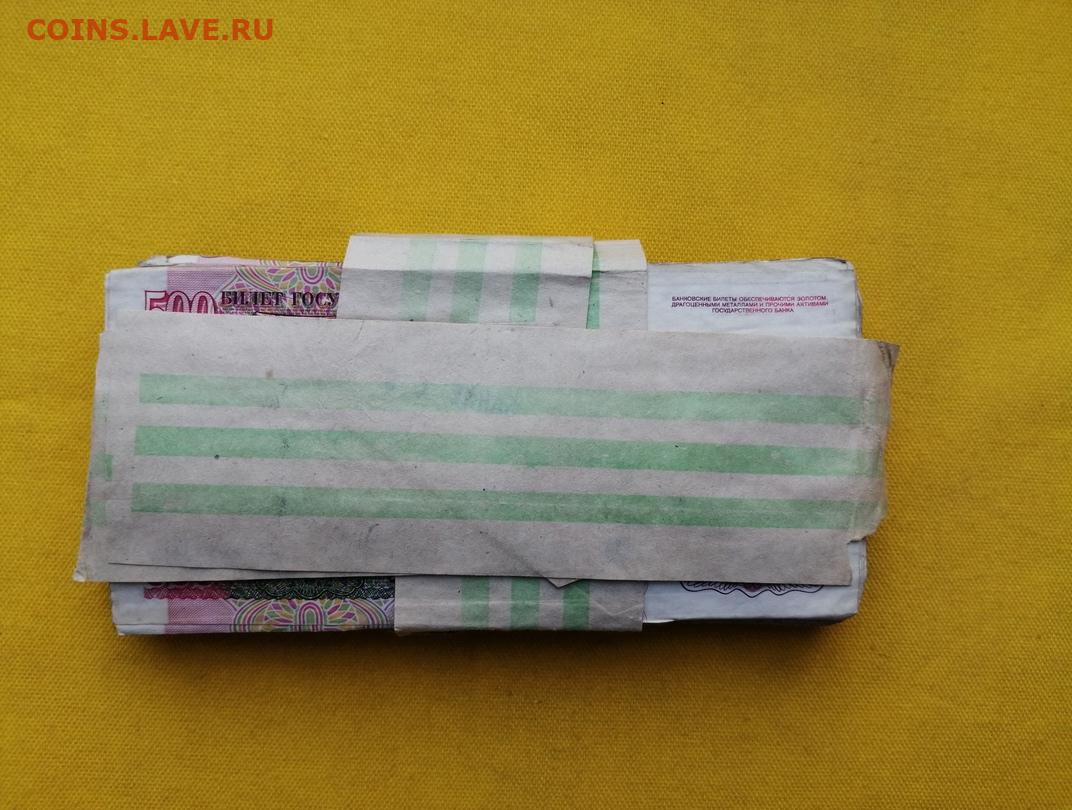 COINS.LAVE.RU
500 БИЛЕТ ГОСУ
БАНКОВСКИЕ БИЛЕТЫ ОБЕСПЕЧИВАЮТСЯ ЗОЛОТОМ
ДРАГОЦЕННЫМИ МЕТАЛЛАМИ И ПРОЧИМИ АКТИВАМИ
ГОСУДАРСТВЕННОГО БАНКА